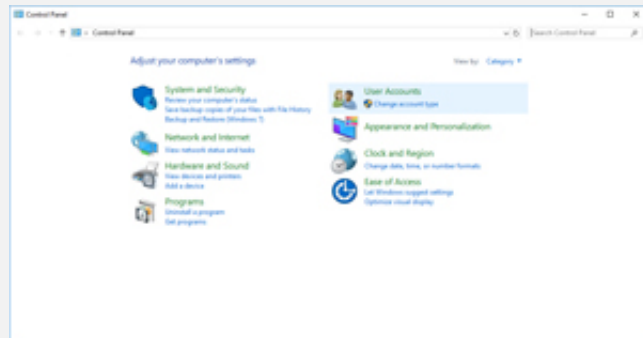 Control Panel
Control Panel
Search Control Panel
Adjust your computer's settings
View by: Category
System and Security
Review your computer's status
Save backup copies of your files with File History
Backup and Restore (Windows 7)
Network and Internet
View network status and tasks
Hardware and Sound
View devices and printers
Add a device
Programs
Uninstall a program
Get programs
User Accounts
Change account type
Appearance and Personalization
Clock and Region
Change date, time, or number formats
Ease of Access
Let Windows suggest settings
Optimize visual display